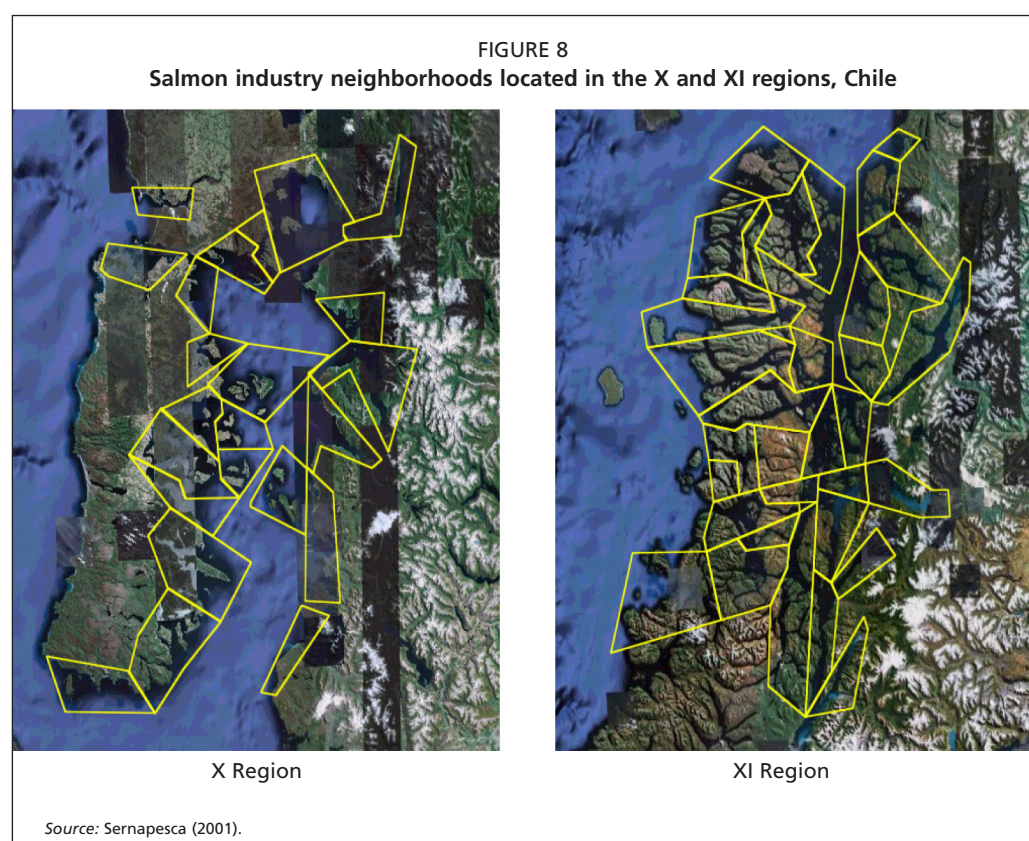 FIGURE 8
Salmon industry neighborhoods located in the X and XI regions, Chile
X Region
XI Region
Source: Sernapesca (2001).